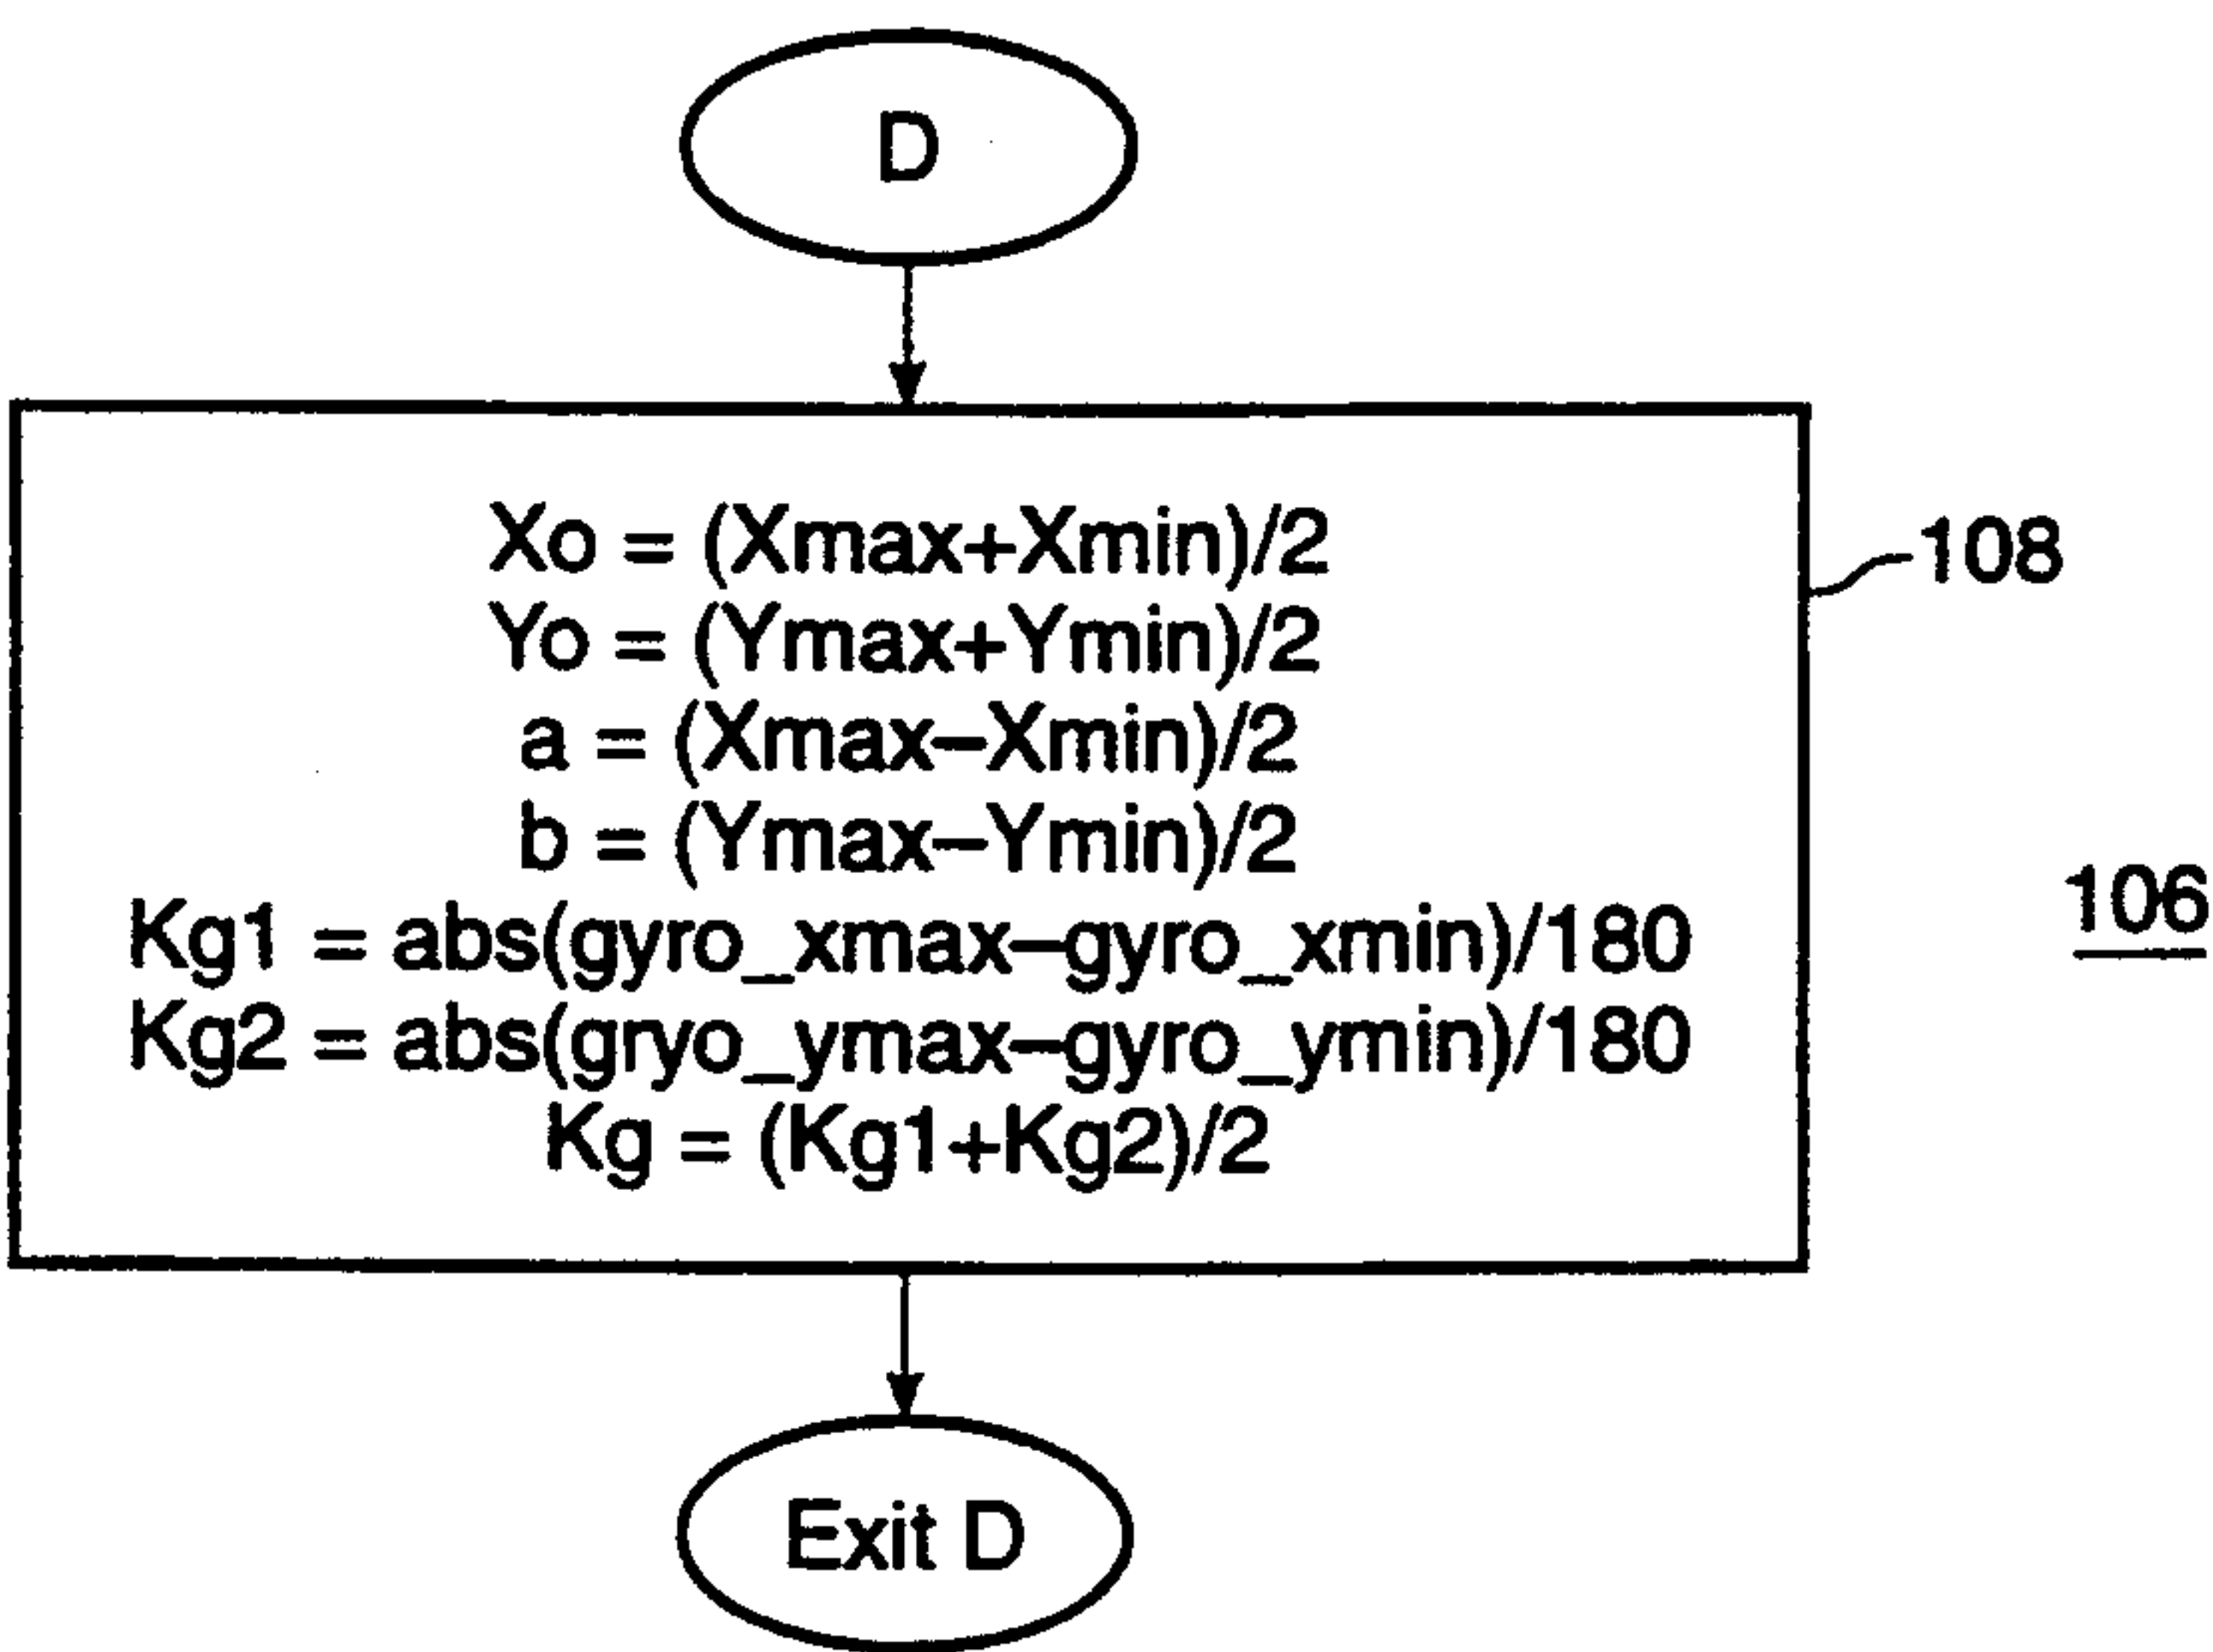 D
Xo = (Xmax+Xmin)/2
108
Yo = (Ymax+Ymin)/2
a = (Xmax–Xmin)/2
b = (Ymax–Ymin)/2
106
Kg1 = abs(gyro_xmax–gyro_xmin)/180
Kg2 = abs(gryo_ymax–gyro_ymin)/180
Kg = (Kg1+Kg2)/2
Exit D